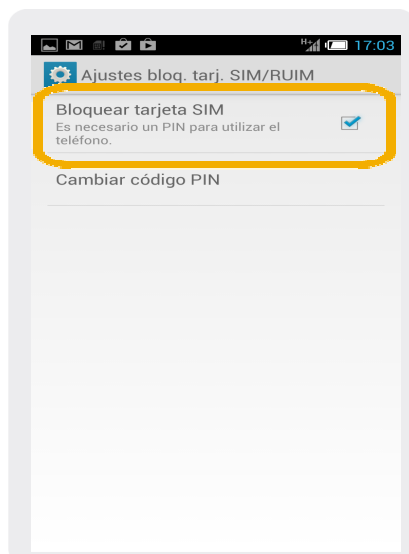 H+ 17:03
Ajustes bloq. tarj. SIM/RUIM
Bloquear tarjeta SIM
Es necesario un PIN para utilizar el
teléfono.
Cambiar código PIN